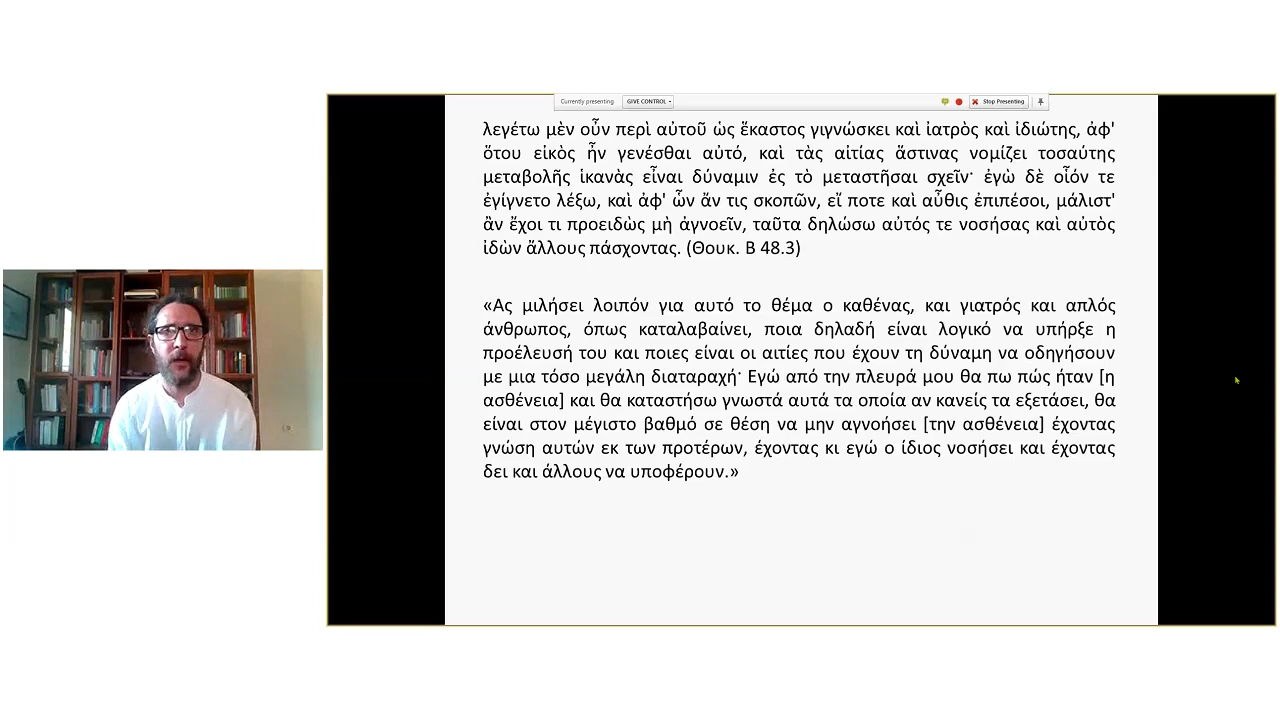 Currently presenting GIVE CONTROL Stop Presenting
λεγέτω μὲν οὖν περὶ αὐτοῦ ὡς ἕκαστος γιγνώσκει καὶ ἰατρὸς καὶ ἰδιώτης, ἀφ'
ὅτου εἰκὸς ἦν γενέσθαι αὐτό, καὶ τὰς αἰτίας ἅστινας νομίζει τοσαύτης
μεταβολῆς ἱκανὰς εἶναι δύναμιν ἐς τὸ μεταστῆσαι σχεῖν· ἐγὼ δὲ οἷόν τε
ἐγίγνετο λέξω, καὶ ἀφ' ὧν ἄν τις σκοπῶν, εἴ ποτε καὶ αὖθις ἐπιπέσοι, μάλιστ'
ἂν ἔχοι τι προειδὼς μὴ ἀγνοεῖν, ταῦτα δηλώσω αὐτός τε νοσήσας καὶ αὐτὸς
ἰδὼν ἄλλους πάσχοντας. (Θουκ. Β 48.3)
«Ας μιλήσει λοιπόν για αυτό το θέμα ο καθένας, και γιατρός και απλός
άνθρωπος, όπως καταλαβαίνει, ποια δηλαδή είναι λογικό να υπήρξε η
προέλευσή του και ποιες είναι οι αιτίες που έχουν τη δύναμη να οδηγήσουν
με μια τόσο μεγάλη διαταραχή· Εγώ από την πλευρά μου θα πω πώς ήταν [η
ασθένεια] και θα καταστήσω γνωστά αυτά τα οποία αν κανείς τα εξετάσει, θα
είναι στον μέγιστο βαθμό σε θέση να μην αγνοήσει [την ασθένεια] έχοντας
γνώση αυτών εκ των προτέρων, έχοντας κι εγώ ο ίδιος νοσήσει και έχοντας
δει και άλλους να υποφέρουν.»